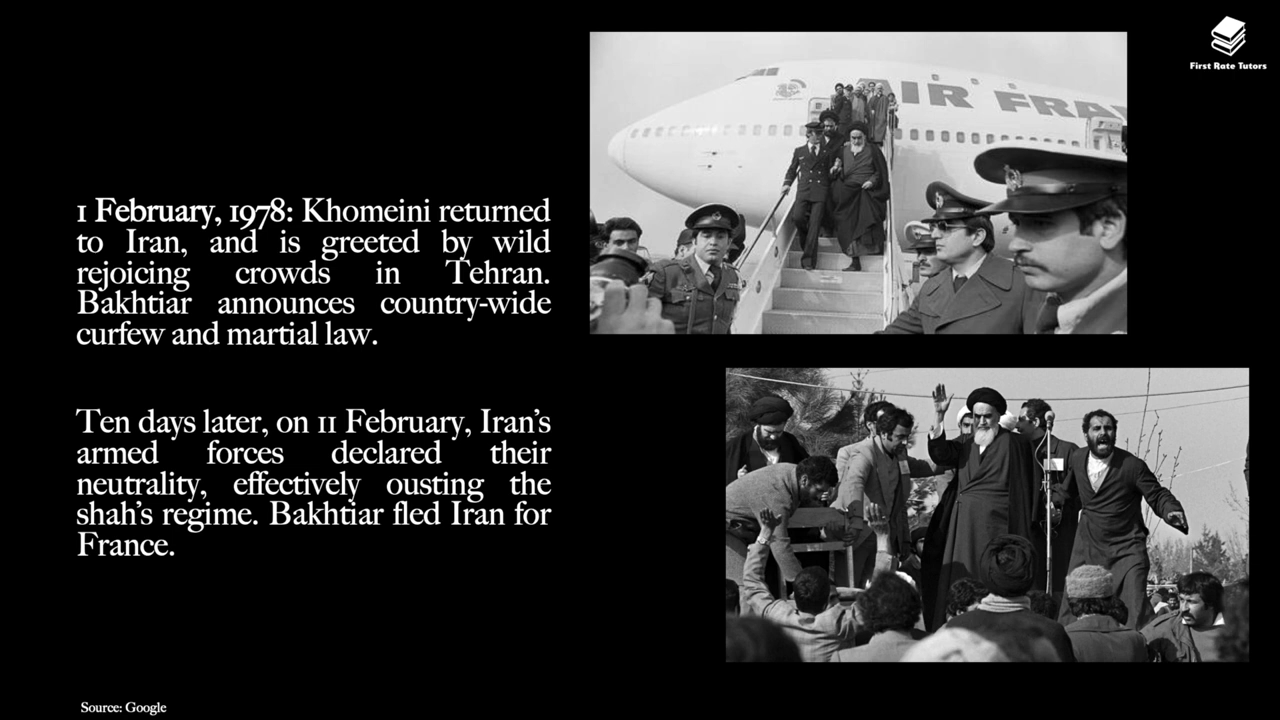 First Rate Tutors
AIR FRA
1 February, 1978: Khomeini returned
to Iran, and is greeted by wild
rejoicing crowds in Tehran.
Bakhtiar announces country-wide
curfew and martial law.
Ten days later, on 11 February, Iran's
armed forces declared their
neutrality, effectively ousting the
shah's regime. Bakhtiar fled Iran for
France.
Source: Google